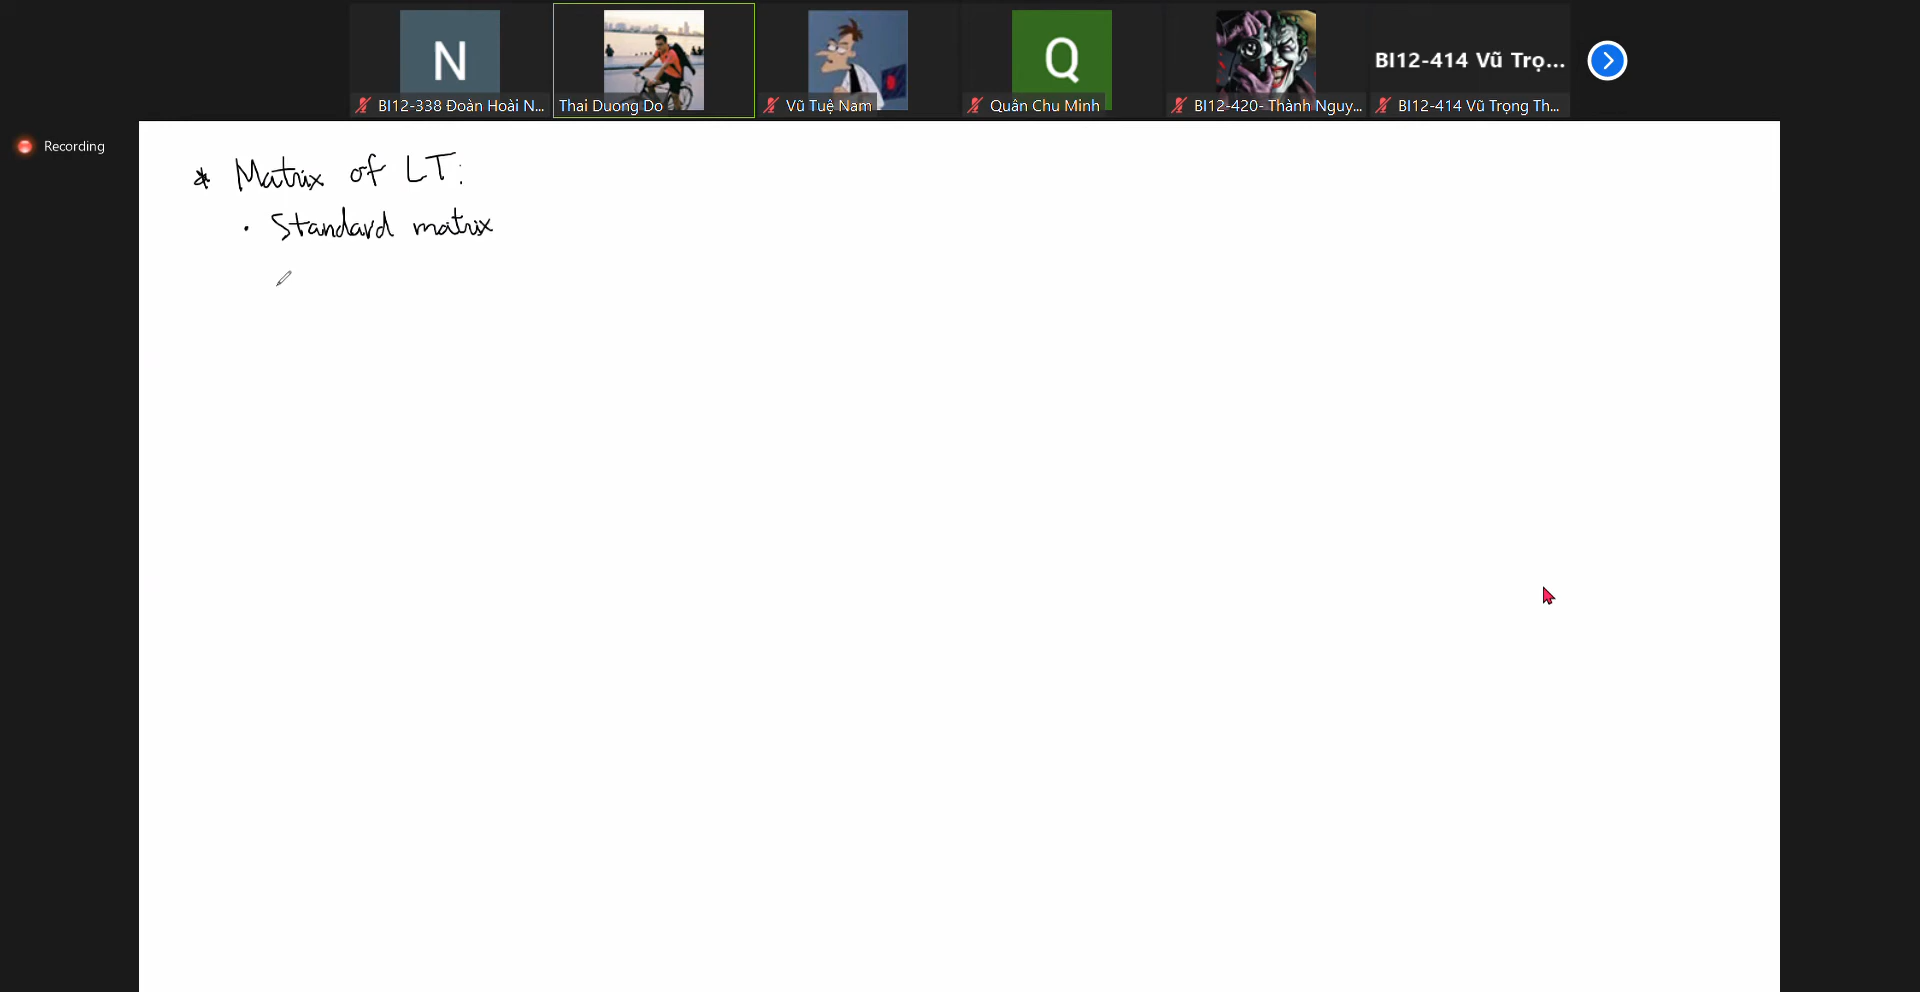 N
Q
BI12-414 Vũ Trọ...
BI12-338 Đoàn Hoài N...
Thai Duong Do
Vũ Tuệ Nam
Quân Chu Minh
BI12-420- Thành Nguy...
BI12-414 Vũ Trọng Th...
Recording
* Matrix of LT:
· Standard matrix